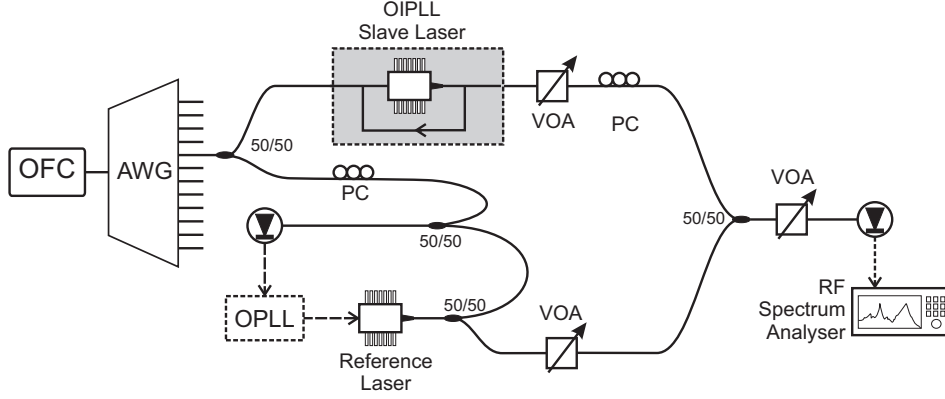 OIPLL
Slave Laser
VOA
PC
50/50
OFC
AWG
PC
VOA
50/50
50/50
50/50
OPLL
VOA
RF
Spectrum
Analyser
Reference
Laser